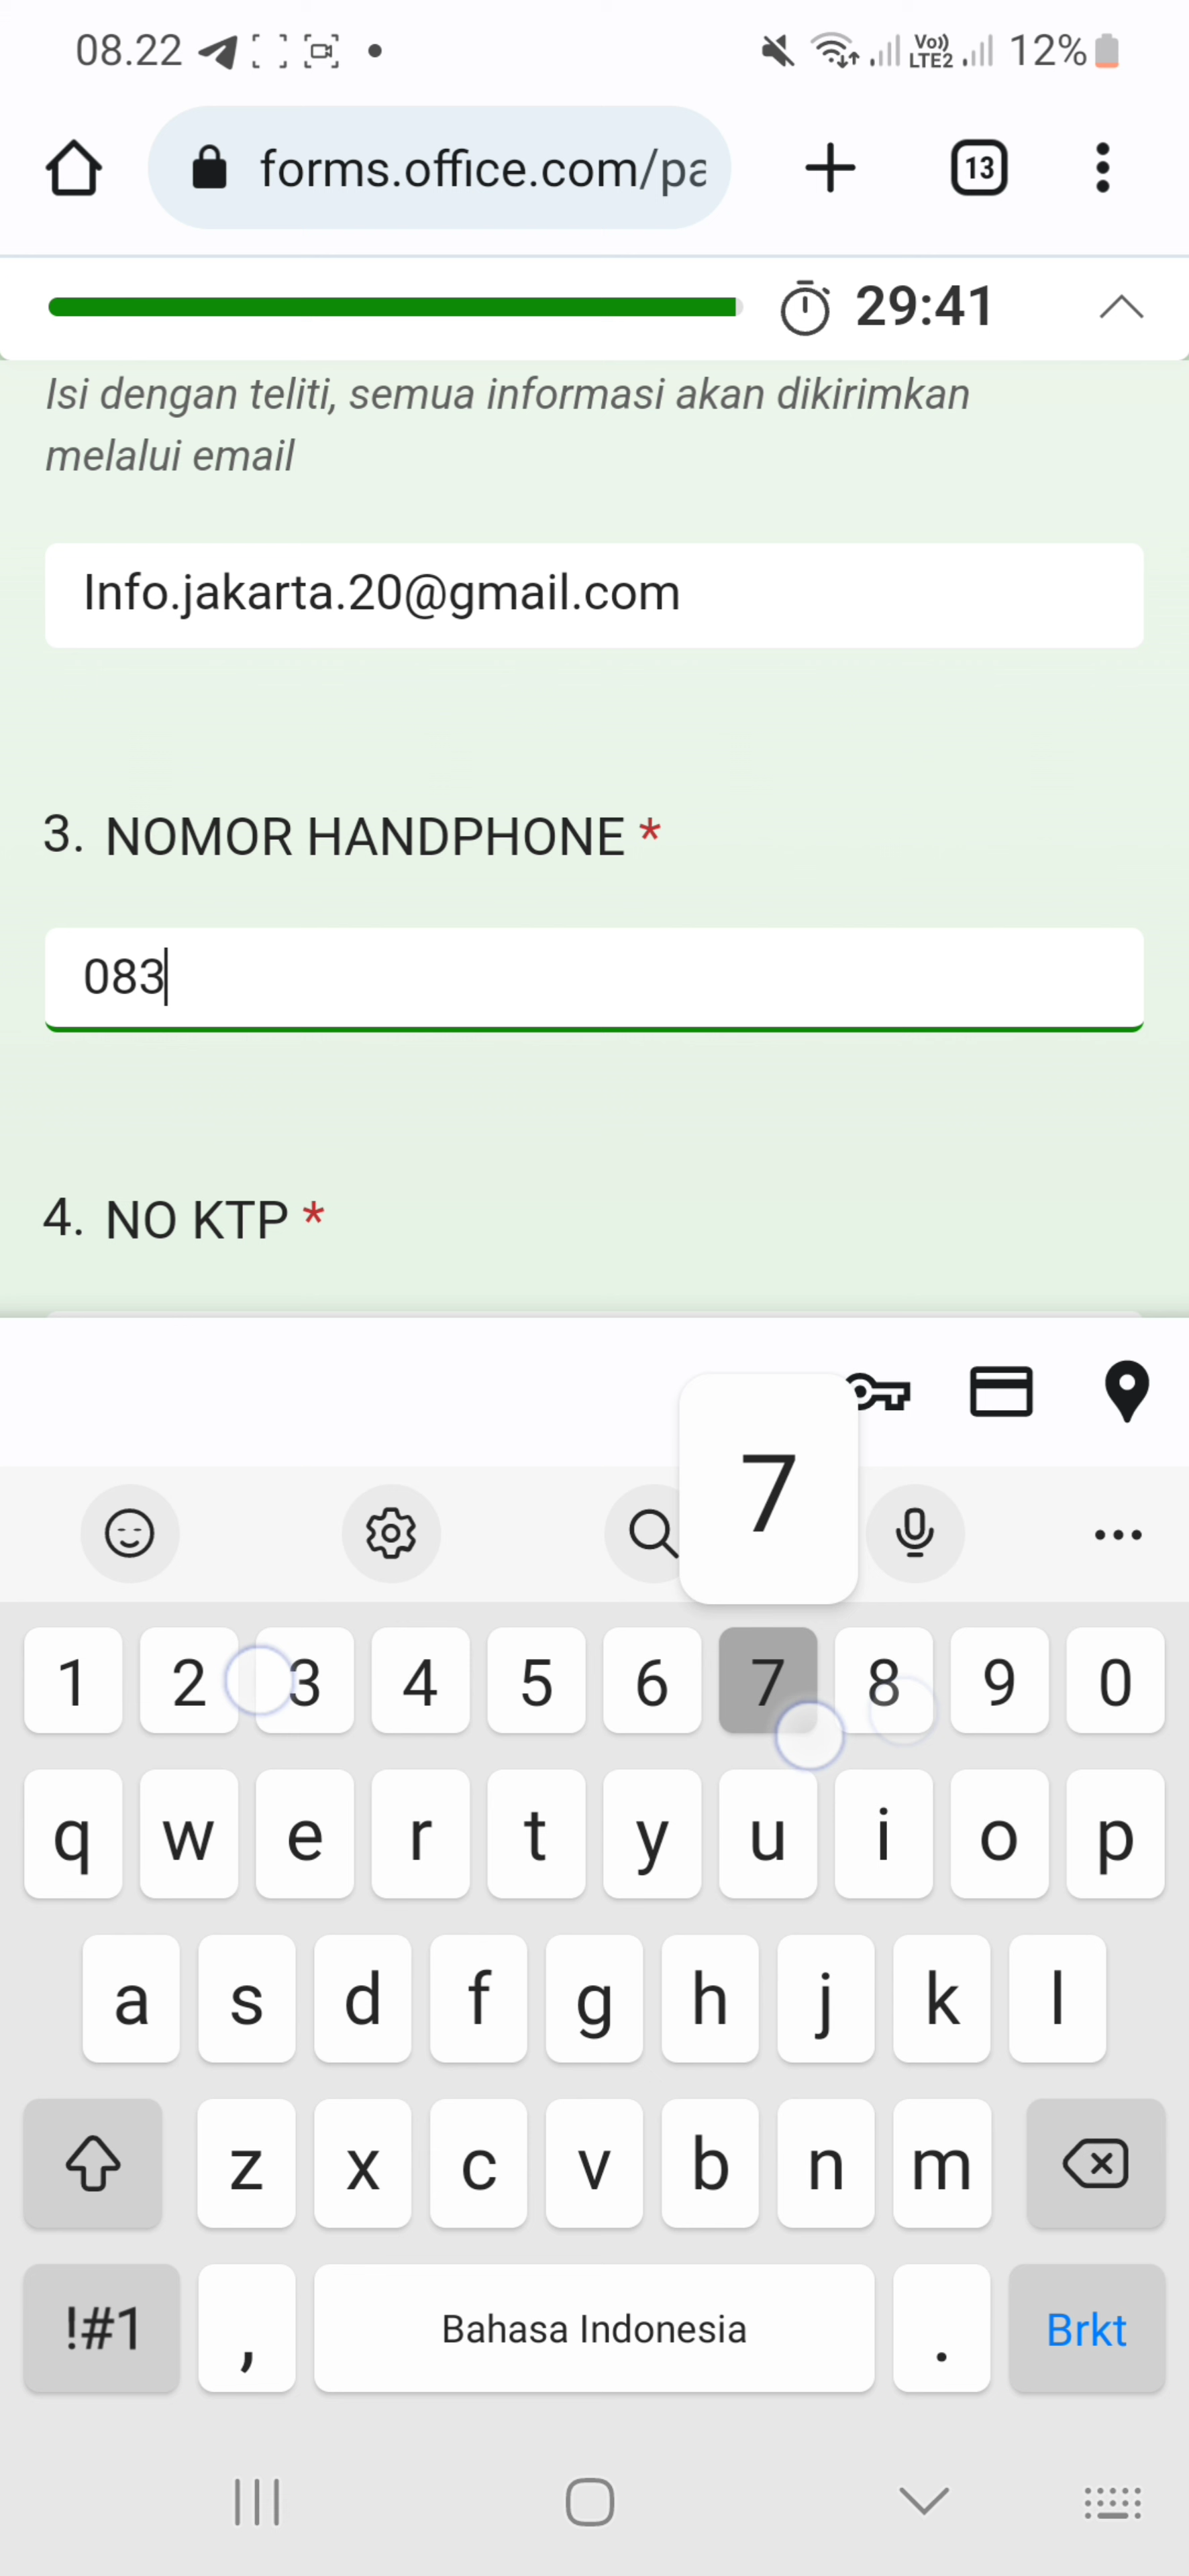 08.22
Vo)) LTE2
12%
forms.office.com/pa
13
29:41
Isi dengan teliti, semua informasi akan dikirimkan
melalui email
Info.jakarta.20@gmail.com
3. NOMOR HANDPHONE *
083
4. NO KTP *
7
1 2 3 4 5 6 7 8 9 0
q w e r t y u i o p
a s d f g h j k l
z x c v b n m
!#1 , Bahasa Indonesia . Brkt